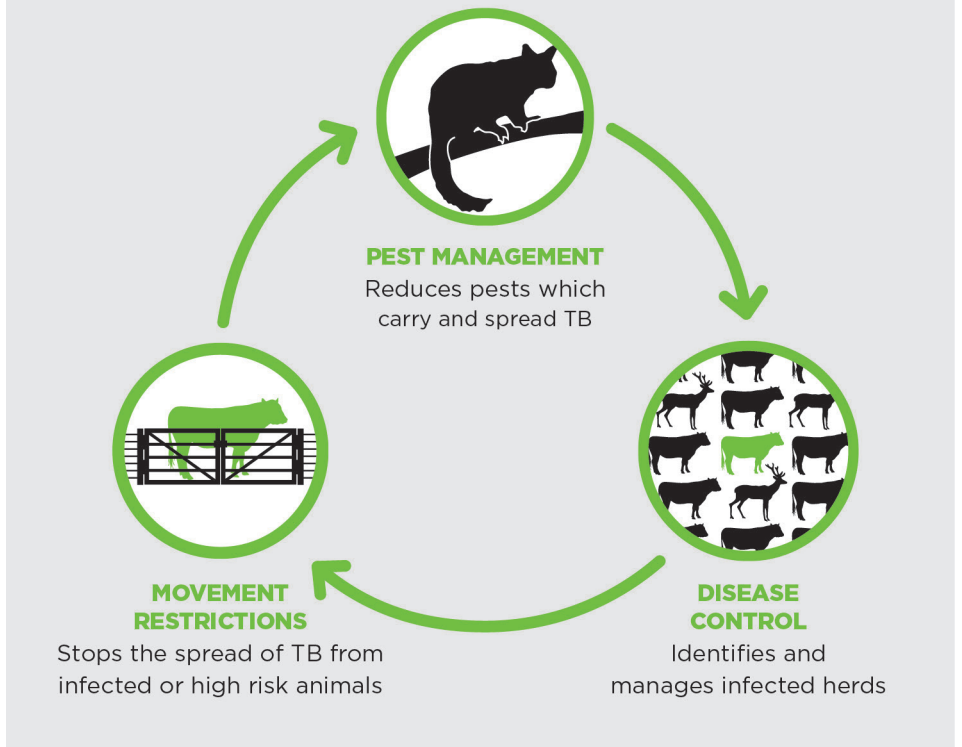 PEST MANAGEMENT
Reduces pests which
carry and spread TB
MOVEMENT
RESTRICTIONS
Stops the spread of TB from
infected or high risk animals
DISEASE
CONTROL
Identifies and
manages infected herds